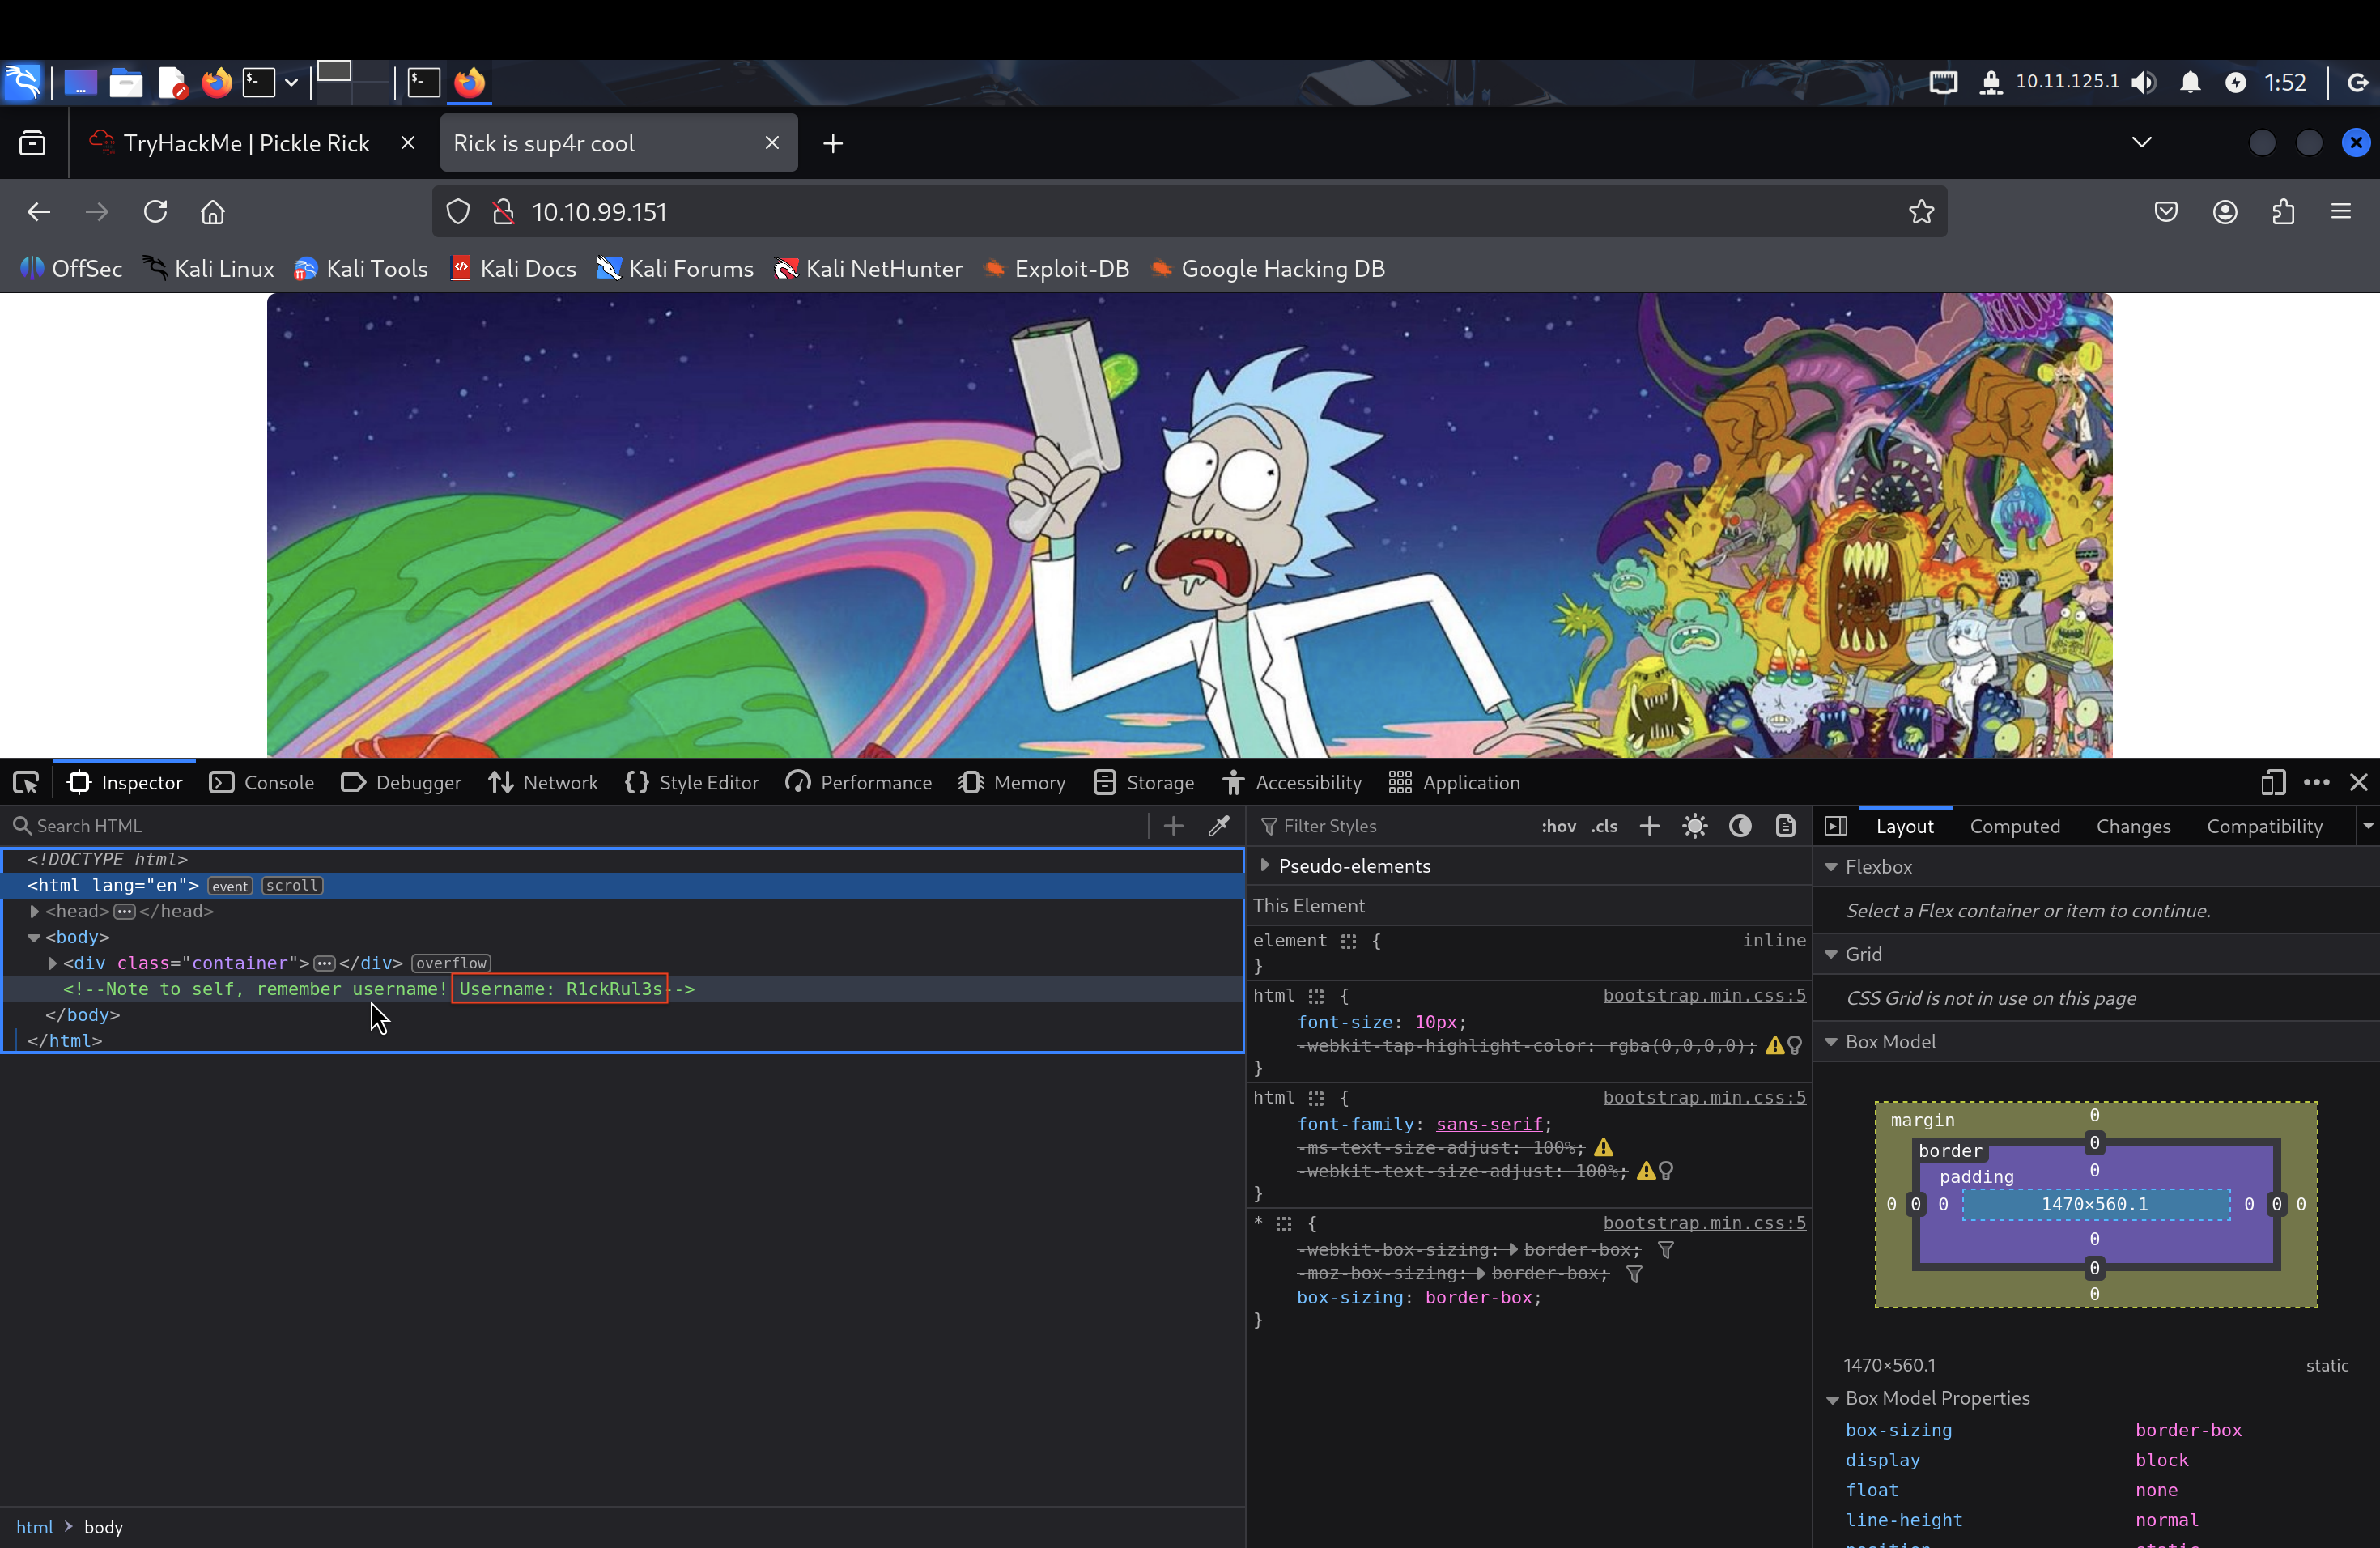 10.11.125.1
1:52
TryHackMe | Pickle Rick
Rick is sup4r cool
10.10.99.151
OffSec
Kali Linux
Kali Tools
Kali Docs
Kali Forums
Kali NetHunter
Exploit-DB
Google Hacking DB
Inspector
Console
Debugger
Network
Style Editor
Performance
Memory
Storage
Accessibility
Application
Search HTML
<!DOCTYPE html>
<html lang="en"> event scroll
<head>···</head>
<body>
<div class="container">···</div> overflow
<!--Note to self, remember username! Username: R1ckRul3s-->
</body>
</html>
html > body
Filter Styles
:hov .cls
Pseudo-elements
This Element
element { inline
}
html { bootstrap.min.css:5
font-size: 10px;
-webkit-tap-highlight-color: rgba(0,0,0,0);
}
html { bootstrap.min.css:5
font-family: sans-serif;
-ms-text-size-adjust: 100%;
-webkit-text-size-adjust: 100%;
}
* { bootstrap.min.css:5
-webkit-box-sizing: border-box;
-moz-box-sizing: border-box;
box-sizing: border-box;
}
Layout
Computed
Changes
Compatibility
Flexbox
Select a Flex container or item to continue.
Grid
CSS Grid is not in use on this page
Box Model
margin 0
border 0
padding 0
0 0 0 1470×560.1 0 0 0
0
0
0
1470×560.1 static
Box Model Properties
box-sizing border-box
display block
float none
line-height normal
position static